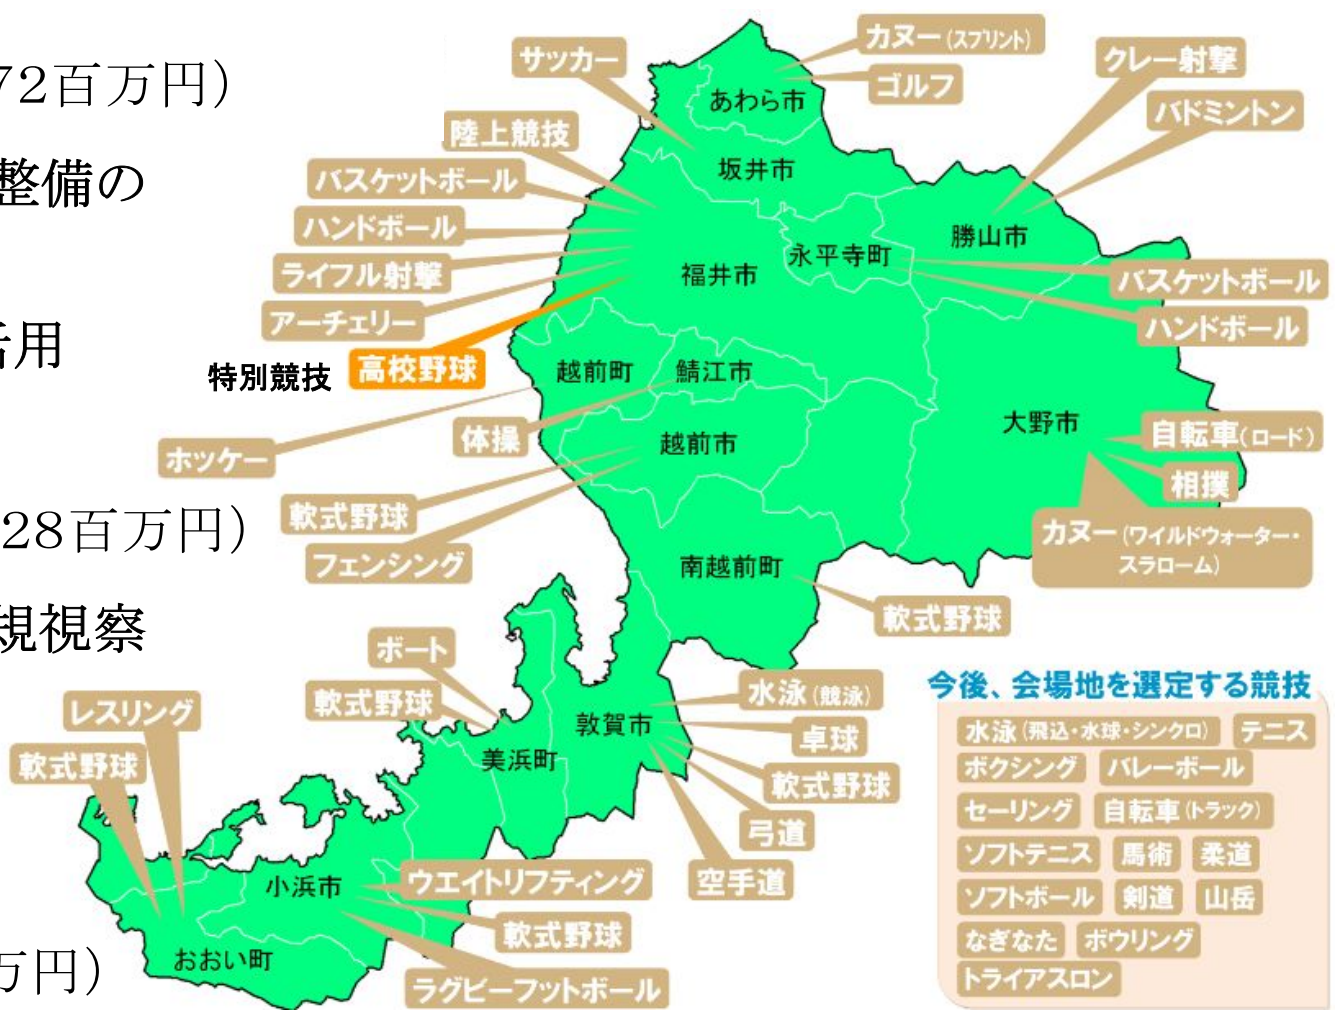 72百万円）
整備の
活用
28百万円）
規視察
万円）
サッカー
カヌー（スプリント）
ゴルフ
クレー射撃
バドミントン
陸上競技
バスケットボール
ハンドボール
ライフル射撃
アーチェリー
特別競技
高校野球
あわら市
坂井市
福井市
永平寺町
勝山市
バスケットボール
ハンドボール
越前町
鯖江市
越前市
大野市
ホッケー
体操
軟式野球
フェンシング
自転車（ロード）
相撲
カヌー（ワイルドウォーター・
スラローム）
南越前町
軟式野球
ボート
軟式野球
レスリング
軟式野球
美浜町
敦賀市
水泳（競泳）
卓球
軟式野球
弓道
空手道
小浜市
おおい町
ウエイトリフティング
軟式野球
ラグビーフットボール
今後、会場地を選定する競技
水泳（飛込・水球・シンクロ） テニス
ボクシング バレーボール
セーリング 自転車（トラック）
ソフトテニス 馬術 柔道
ソフトボール 剣道 山岳
なぎなた ボウリング
トライアスロン